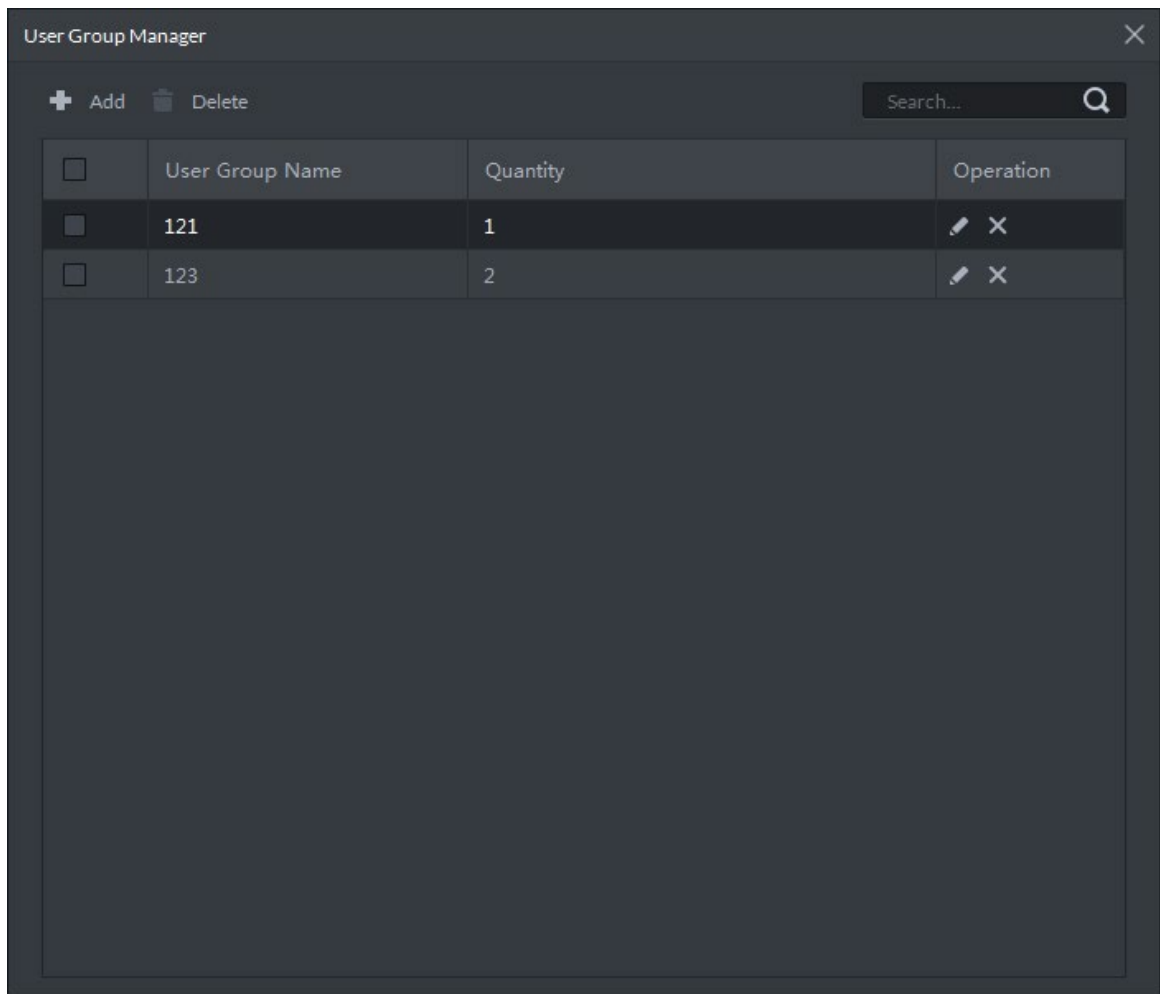 User Group Manager
Add Delete Search...
User Group Name Quantity Operation
121 1
123 2